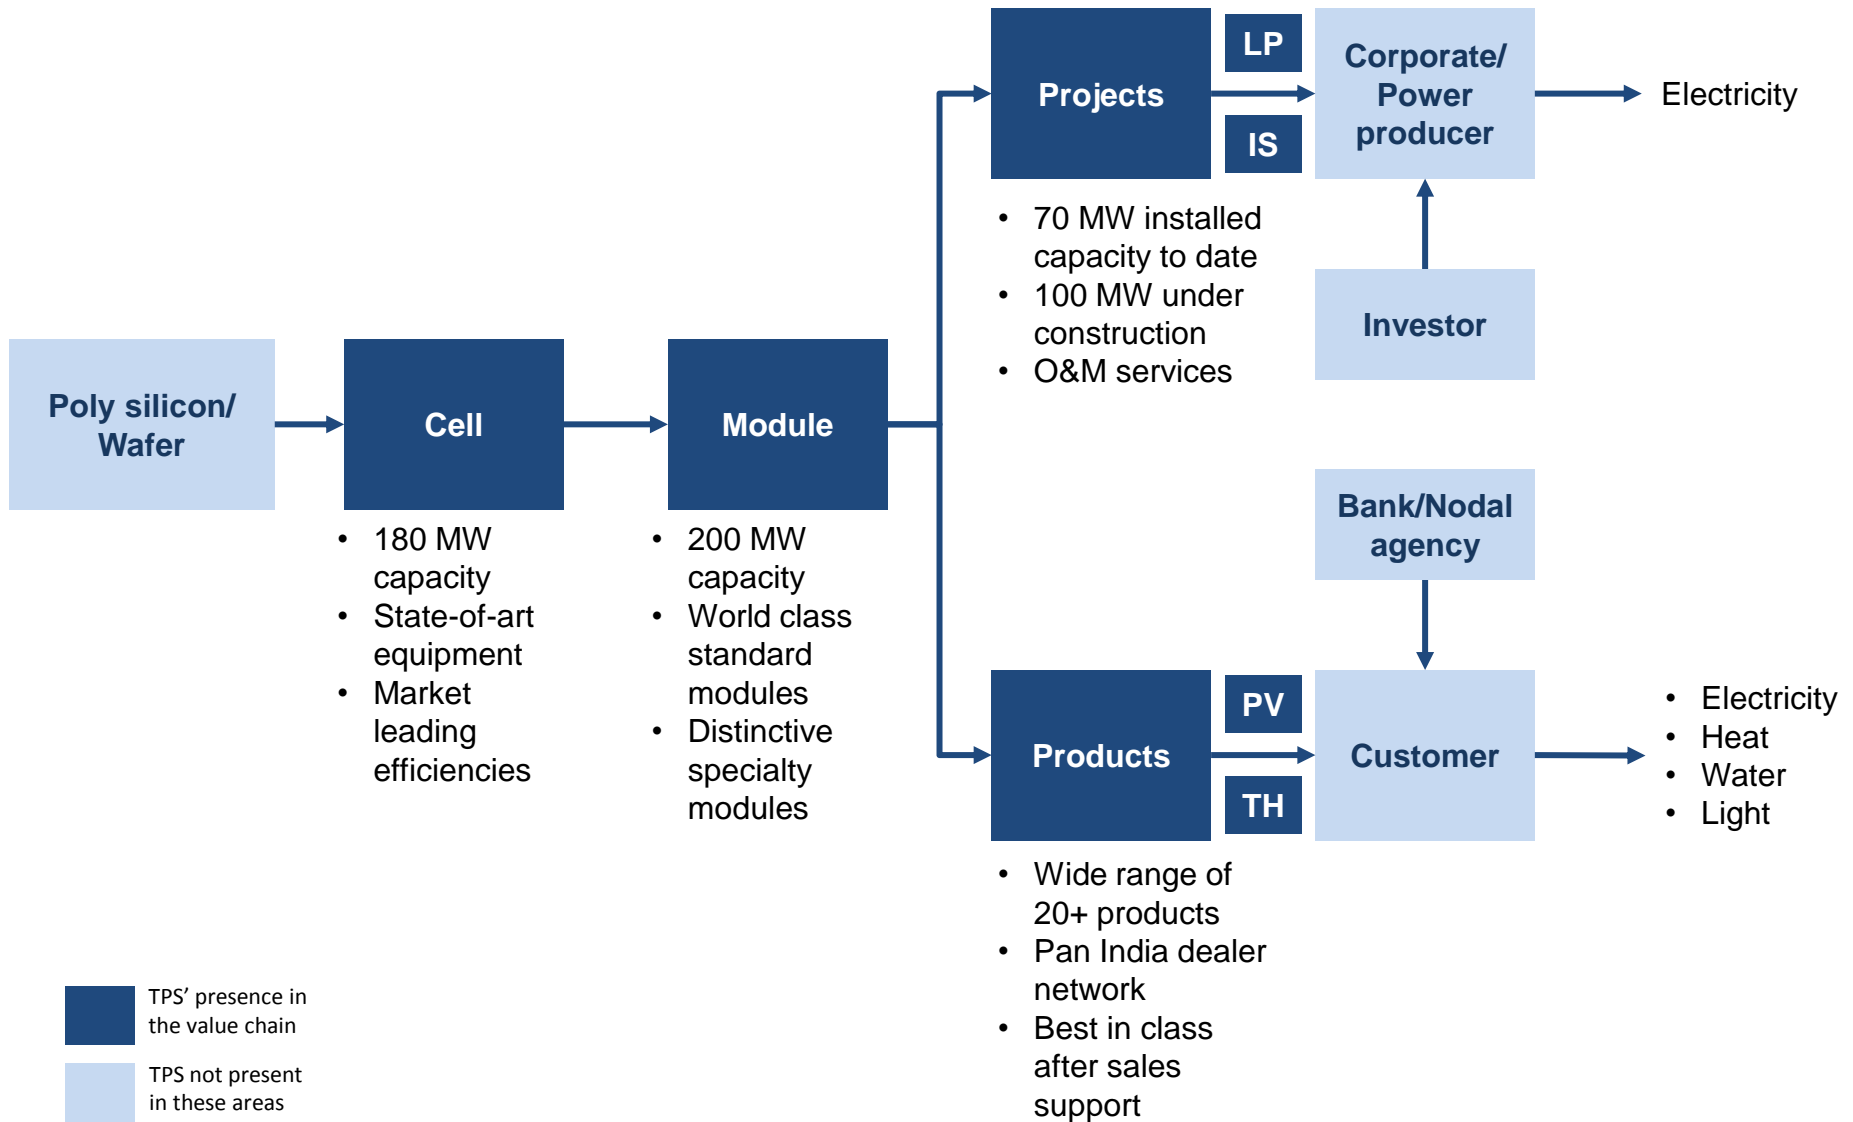 Poly silicon/
Wafer
Cell
• 180 MW
capacity
• State-of-art
equipment
• Market
leading
efficiencies
Module
• 200 MW
capacity
• World class
standard
modules
• Distinctive
specialty
modules
Projects
LP
IS
Corporate/
Power
producer
Electricity
• 70 MW installed
capacity to date
• 100 MW under
construction
• O&M services
Investor
Bank/Nodal
agency
Products
PV
TH
Customer
• Electricity
• Heat
• Water
• Light
• Wide range of
20+ products
• Pan India dealer
network
• Best in class
after sales
support
TPS’ presence in
the value chain
TPS not present
in these areas